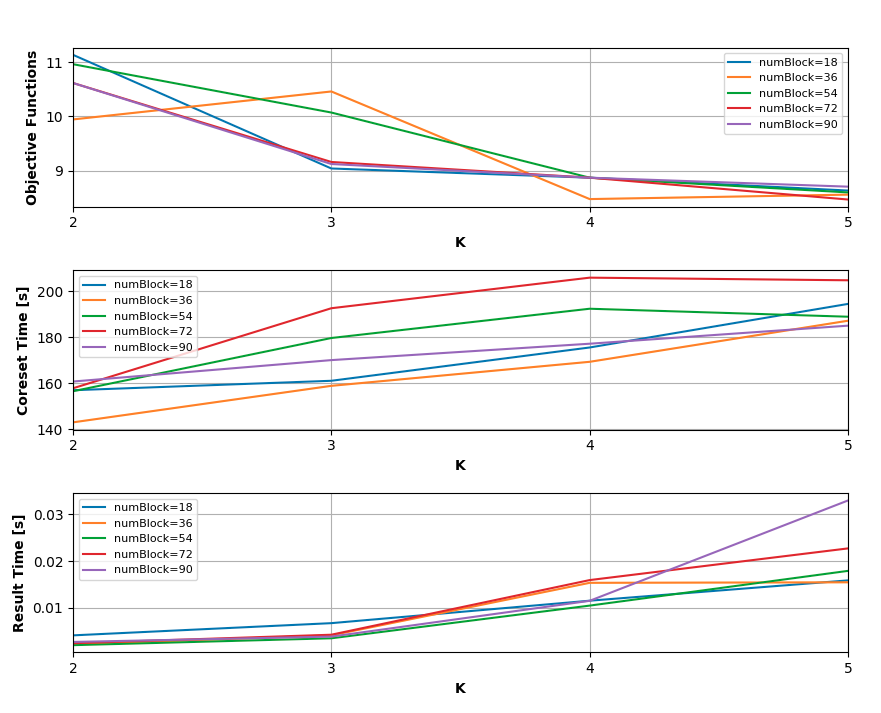 Objective Functions
11
10
9
numBlock=18
numBlock=36
numBlock=54
numBlock=72
numBlock=90
2 3 4 5
K
Coreset Time [s]
200
180
160
140
numBlock=18
numBlock=36
numBlock=54
numBlock=72
numBlock=90
2 3 4 5
K
Result Time [s]
0.03
0.02
0.01
numBlock=18
numBlock=36
numBlock=54
numBlock=72
numBlock=90
2 3 4 5
K